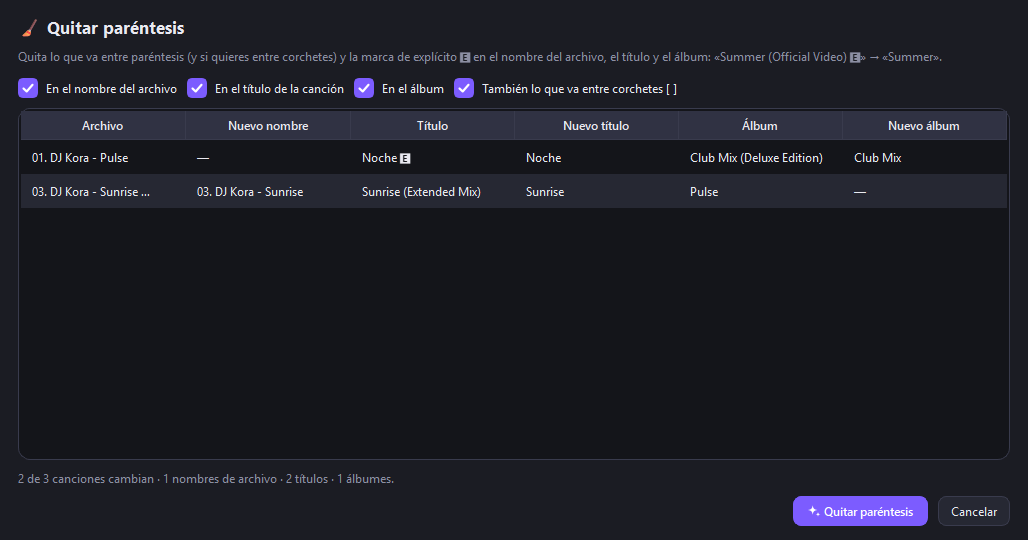 Quitar paréntesis
Quita lo que va entre paréntesis (y si quieres entre corchetes) y la marca de explícito 🅴 en el nombre del archivo, el título y el álbum: «Summer (Official Video) 🅴» → «Summer».
En el nombre del archivo En el título de la canción En el álbum También lo que va entre corchetes [ ]
Archivo Nuevo nombre Título Nuevo título Álbum Nuevo álbum
01. DJ Kora - Pulse — Noche 🅴 Noche Club Mix (Deluxe Edition) Club Mix
03. DJ Kora - Sunrise ... 03. DJ Kora - Sunrise Sunrise (Extended Mix) Sunrise Pulse —
2 de 3 canciones cambian · 1 nombres de archivo · 2 títulos · 1 álbumes.
Quitar paréntesis Cancelar